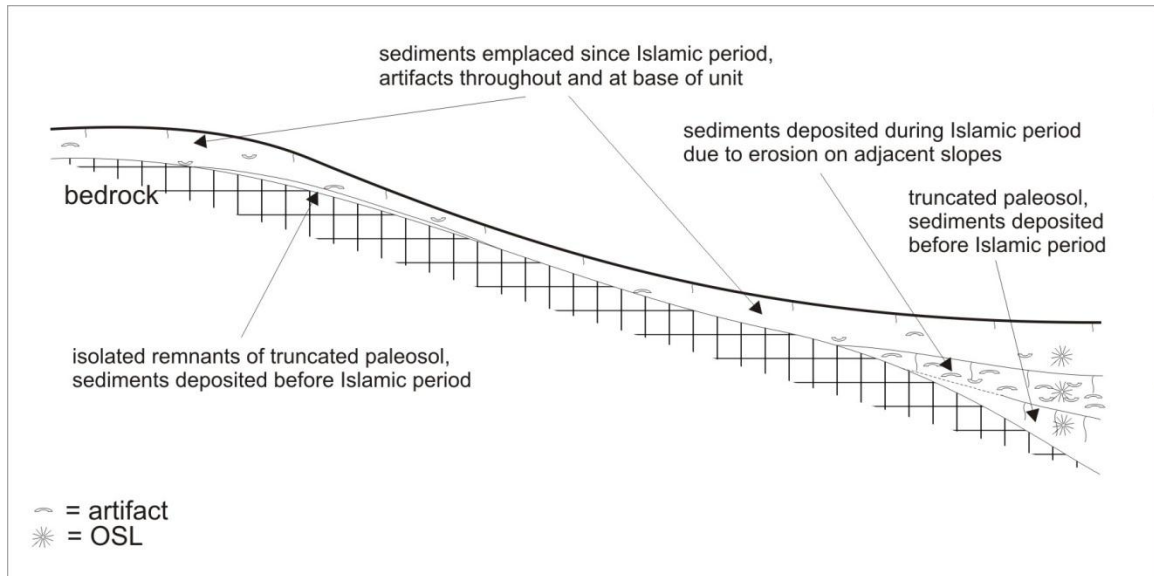 sediments emplaced since Islamic period,
artifacts throughout and at base of unit
sediments deposited during Islamic period
due to erosion on adjacent slopes
truncated paleosol,
sediments deposited
before Islamic period
bedrock
isolated remnants of truncated paleosol,
sediments deposited before Islamic period
= artifact
= OSL